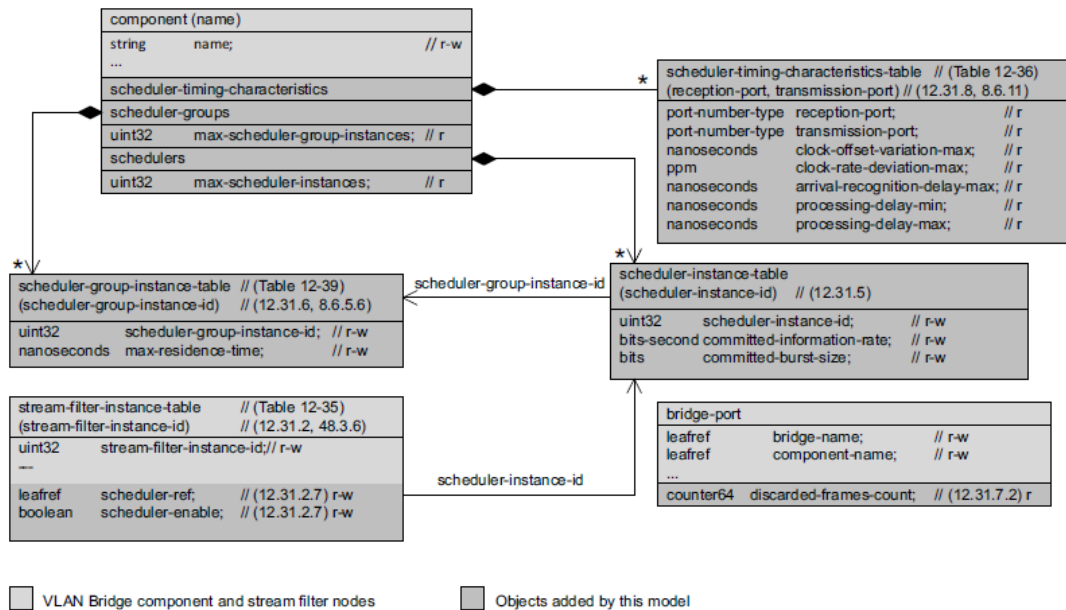 component (name)
string name; // r-w
...
scheduler-timing-characteristics
scheduler-groups
uint32 max-scheduler-group-instances; // r
schedulers
uint32 max-scheduler-instances; // r
*
scheduler-timing-characteristics-table // (Table 12-36)
(reception-port, transmission-port) // (12.31.8, 8.6.11)
port-number-type reception-port; // r
port-number-type transmission-port; // r
nanoseconds clock-offset-variation-max; // r
ppm clock-rate-deviation-max; // r
nanoseconds arrival-recognition-delay-max; // r
nanoseconds processing-delay-min; // r
nanoseconds processing-delay-max; // r
*
scheduler-group-instance-table // (Table 12-39)
(scheduler-group-instance-id) // (12.31.6, 8.6.5.6)
uint32 scheduler-group-instance-id; // r-w
nanoseconds max-residence-time; // r-w
scheduler-group-instance-id
*
scheduler-instance-table
(scheduler-instance-id) // (12.31.5)
uint32 scheduler-instance-id; // r-w
bits-second committed-information-rate; // r-w
bits committed-burst-size; // r-w
stream-filter-instance-table // (Table 12-35)
(stream-filter-instance-id) // (12.31.2, 48.3.6)
uint32 stream-filter-instance-id;// r-w
...
leafref scheduler-ref; // (12.31.2.7) r-w
boolean scheduler-enable; // (12.31.2.7) r-w
scheduler-instance-id
bridge-port
leafref bridge-name; // r-w
leafref component-name; // r-w
...
counter64 discarded-frames-count; // (12.31.7.2) r
VLAN Bridge component and stream filter nodes
Objects added by this model